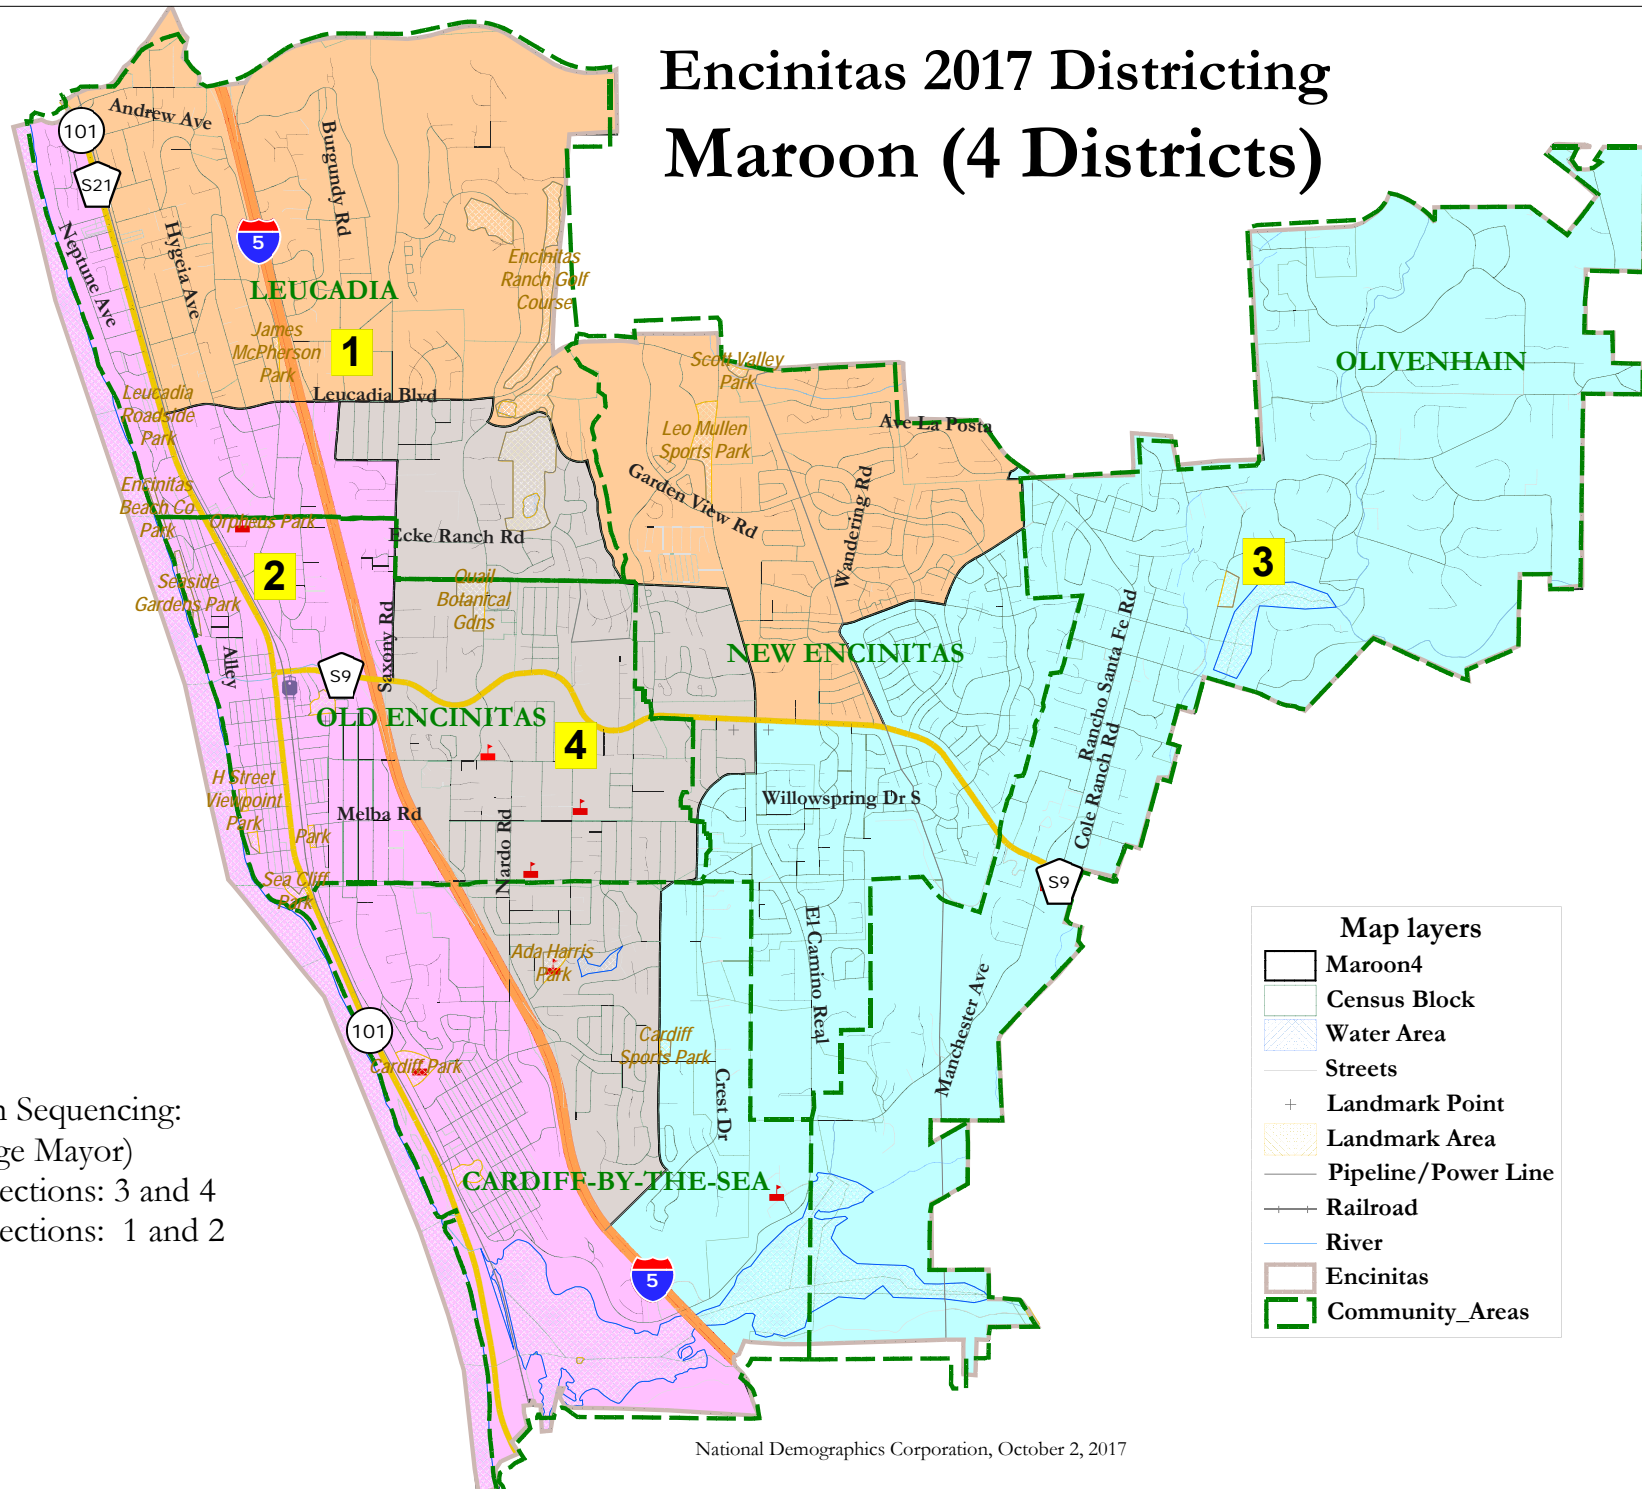 Encinitas 2017 Districting
Maroon (4 Districts)
101
S21
Andrew Ave
Burgundy Rd
5
Neptune Ave
Hygeia Ave
LEUCADIA
Encinitas
Ranch Golf
Course
James
McPherson
Park
1
Leucadia Blvd
Leucadia
Roadside
Park
Scott Valley
Park
Leo Mullen
Sports Park
Ave La Posta
OLIVENHAIN
Garden View Rd
Wandering Rd
Encinitas
Beach Co
Park
Orpheus Park
Ecke Ranch Rd
2
3
Seaside
Gardens Park
Quail
Botanical
Gdns
Alley
Saxony Rd
S9
NEW ENCINITAS
Rancho Santa Fe Rd
Cole Ranch Rd
OLD ENCINITAS
4
H Street
Viewpoint
Park
Park
Melba Rd
Nardo Rd
Willowspring Dr S
Sea Cliff
Park
S9
El Camino Real
Manchester Ave
Ada Harris
Park
Cardiff
Sports Park
101
Cardiff Park
Crest Dr
CARDIFF-BY-THE-SEA
5
n Sequencing:
ge Mayor)
ections: 3 and 4
ections: 1 and 2
Map layers
Maroon4
Census Block
Water Area
Streets
Landmark Point
Landmark Area
Pipeline/Power Line
Railroad
River
Encinitas
Community_Areas
National Demographics Corporation, October 2, 2017